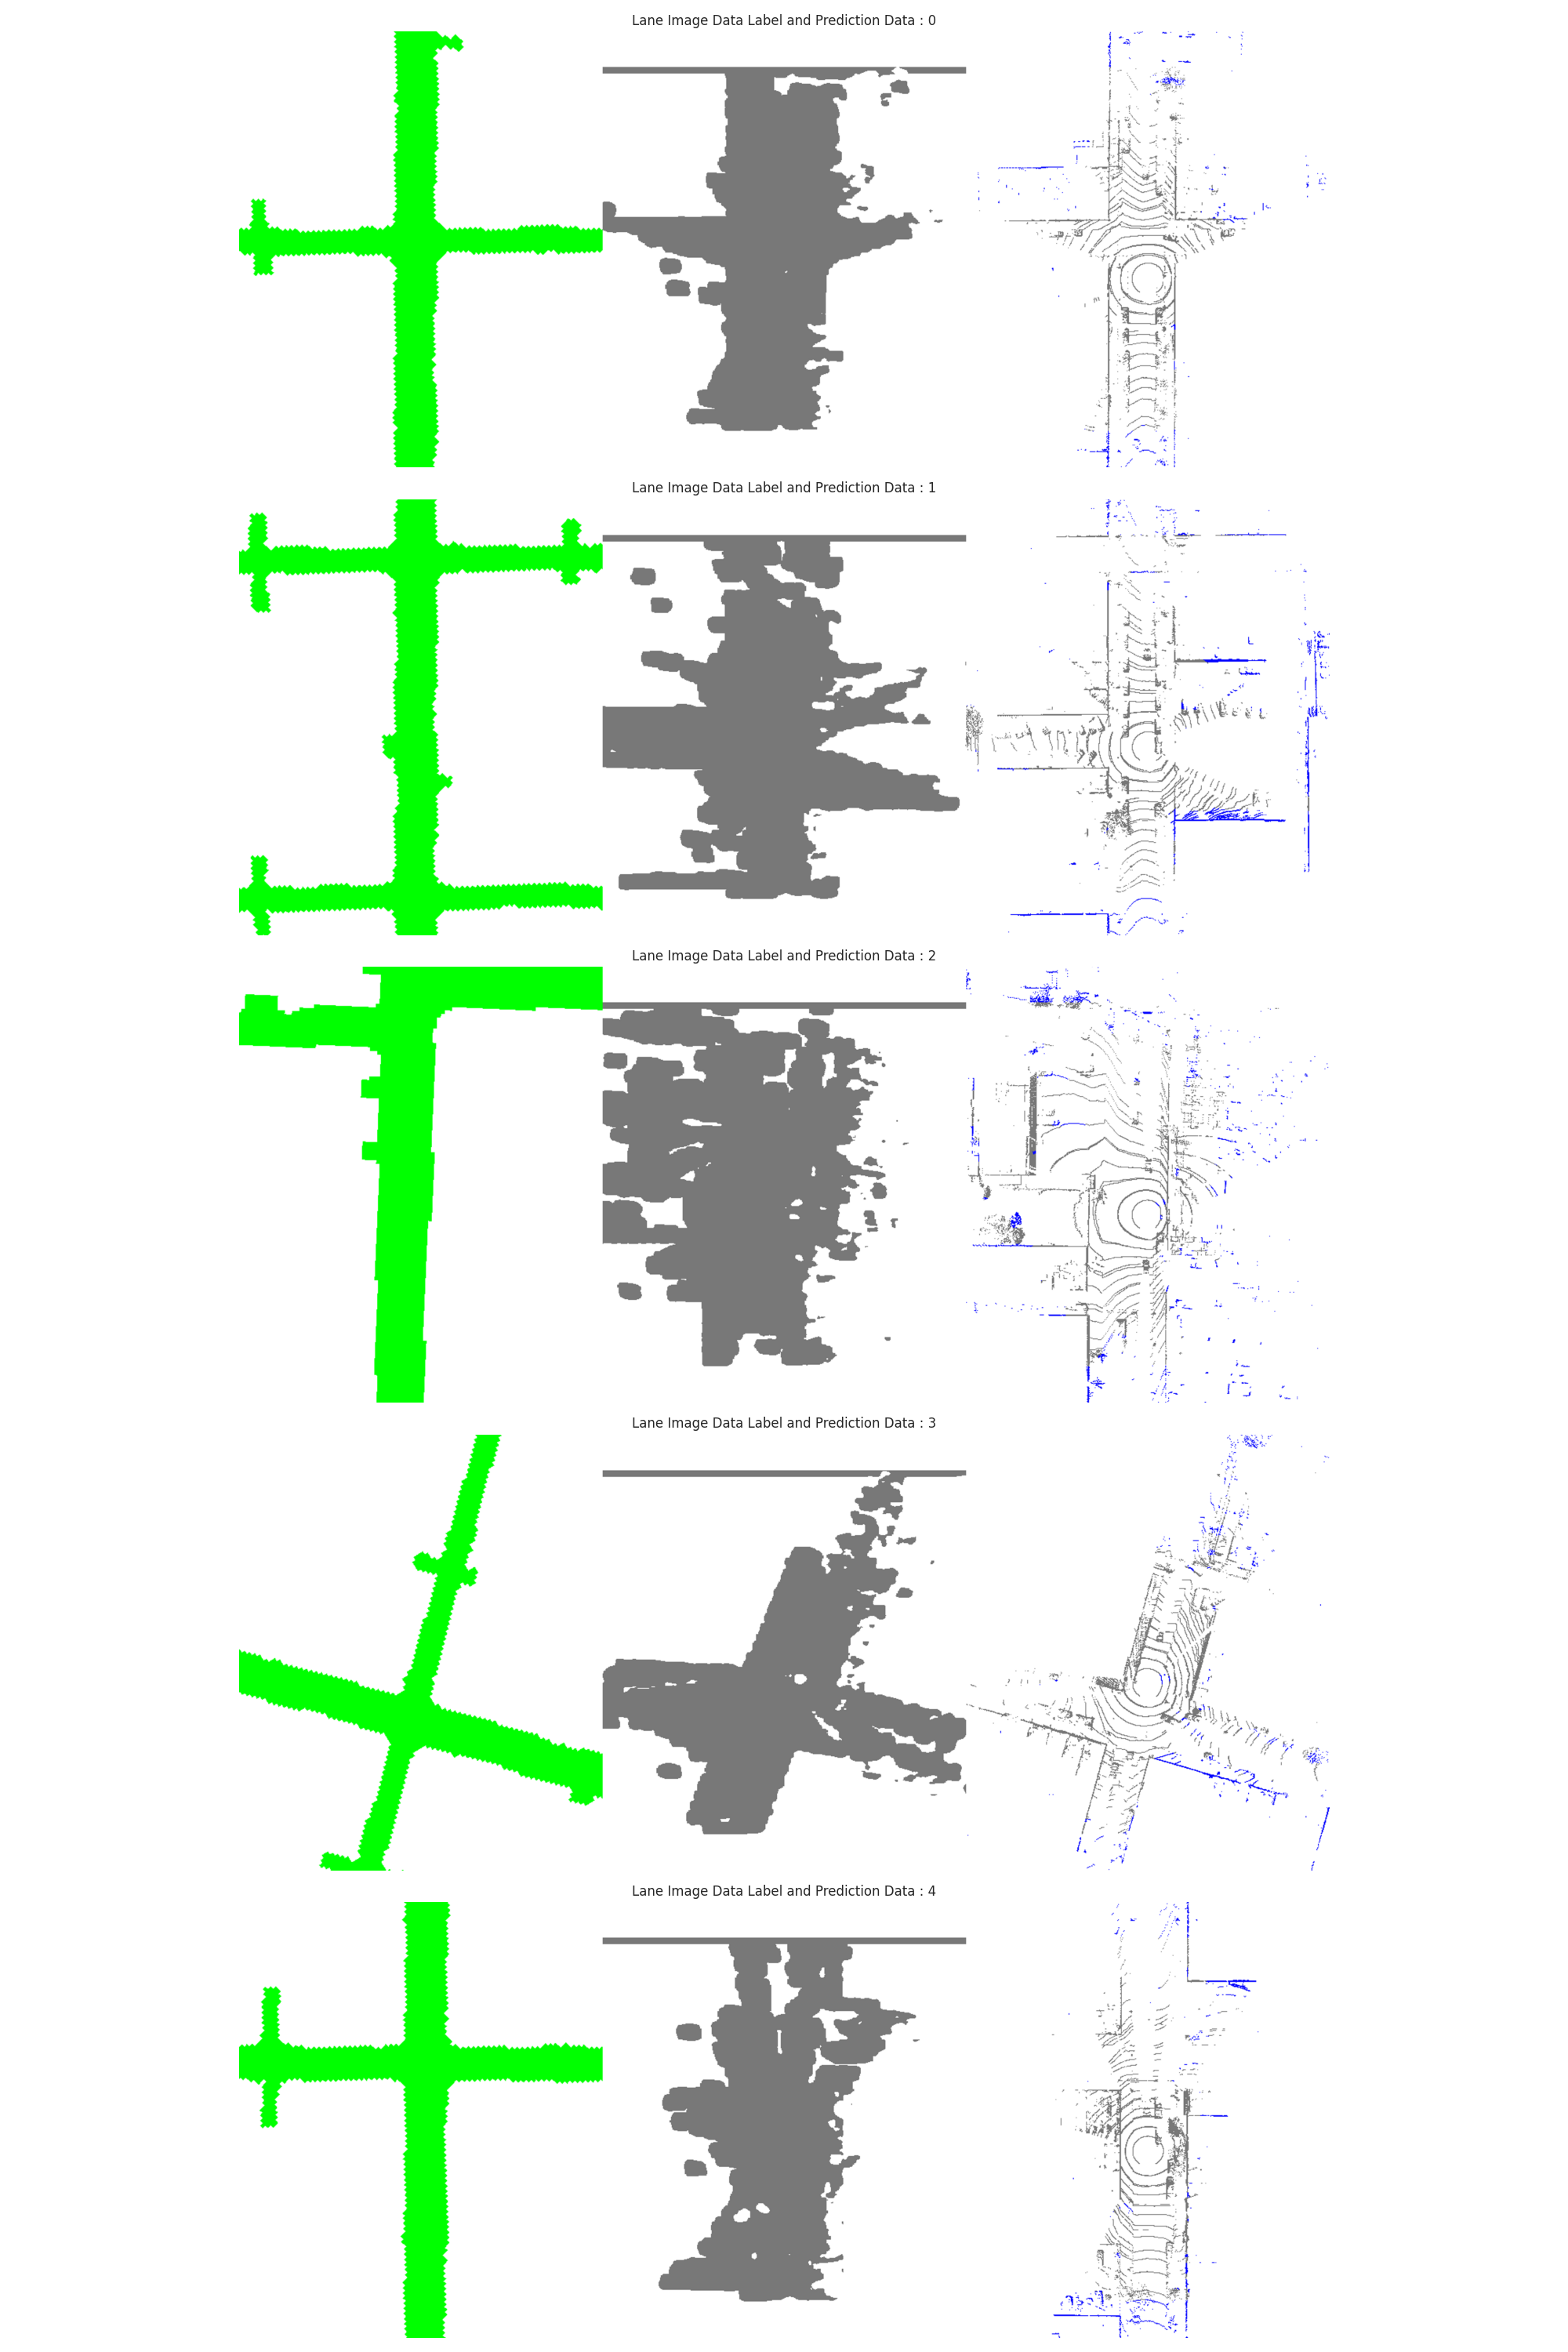 Lane Image Data Label and Prediction Data : 0
Lane Image Data Label and Prediction Data : 1
Lane Image Data Label and Prediction Data : 2
Lane Image Data Label and Prediction Data : 3
Lane Image Data Label and Prediction Data : 4